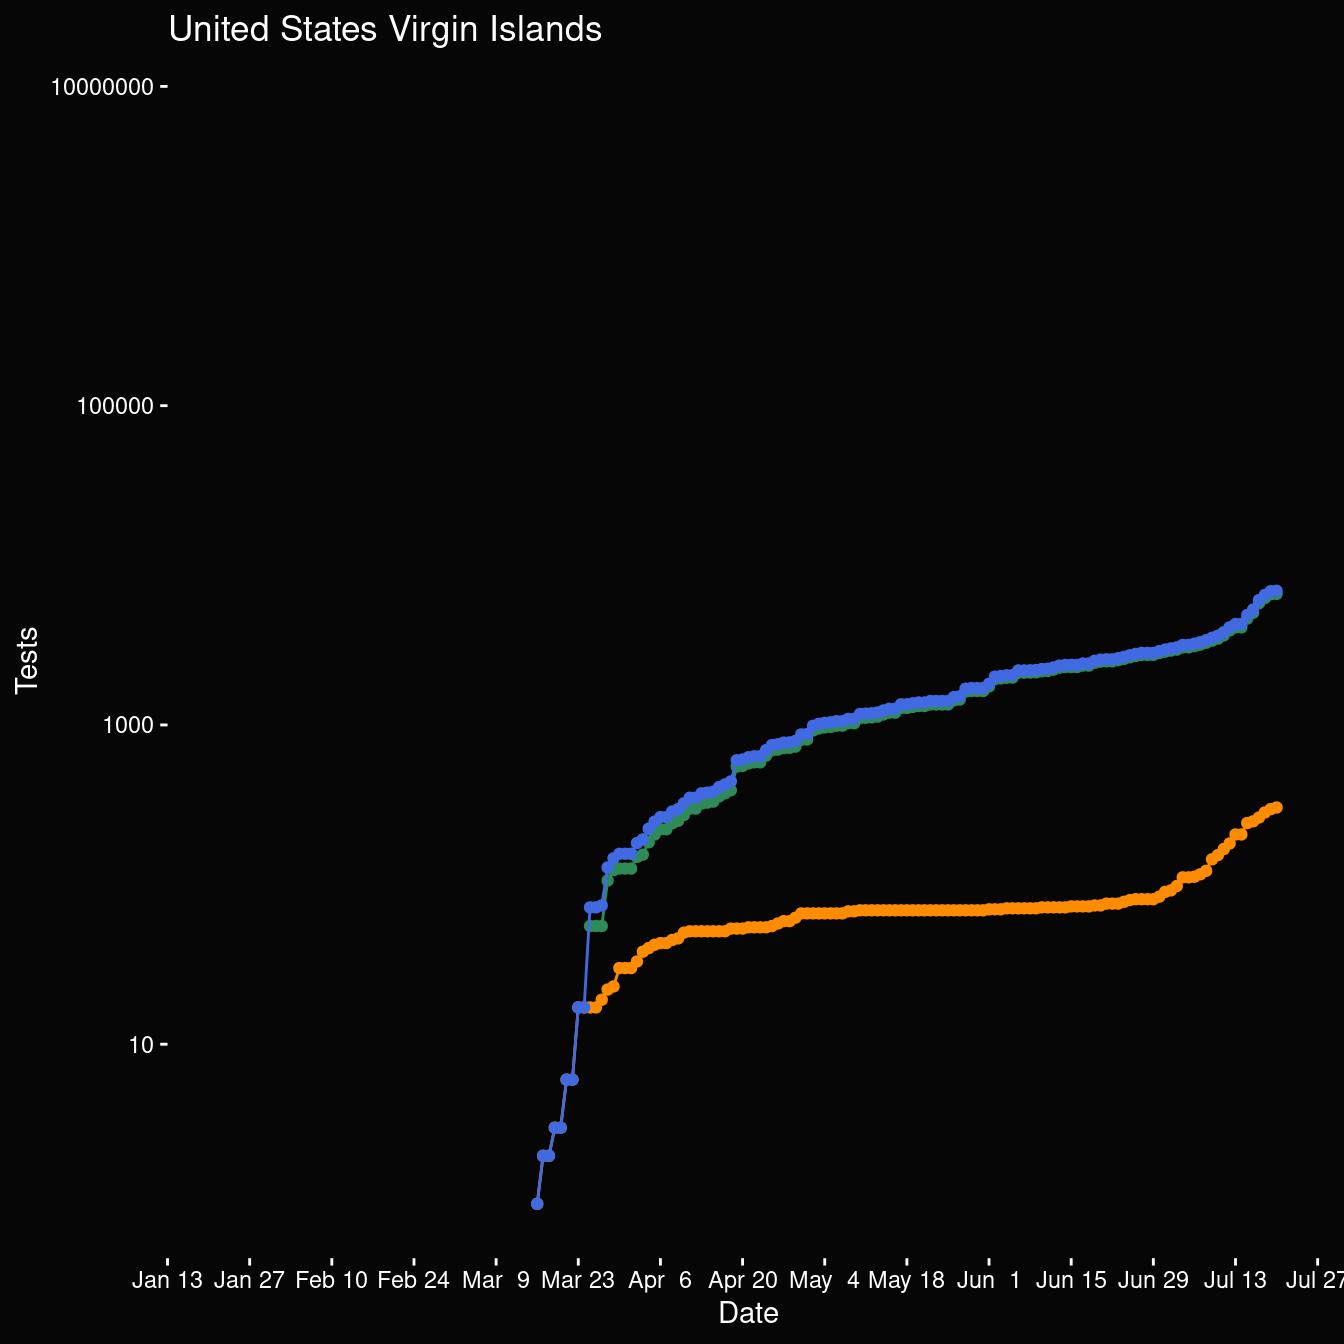 United States Virgin Islands
10000000
100000
1000
10
Tests
Jan 13 Jan 27 Feb 10 Feb 24 Mar 9 Mar 23 Apr 6 Apr 20 May 4 May 18 Jun 1 Jun 15 Jun 29 Jul 13 Jul 27
Date